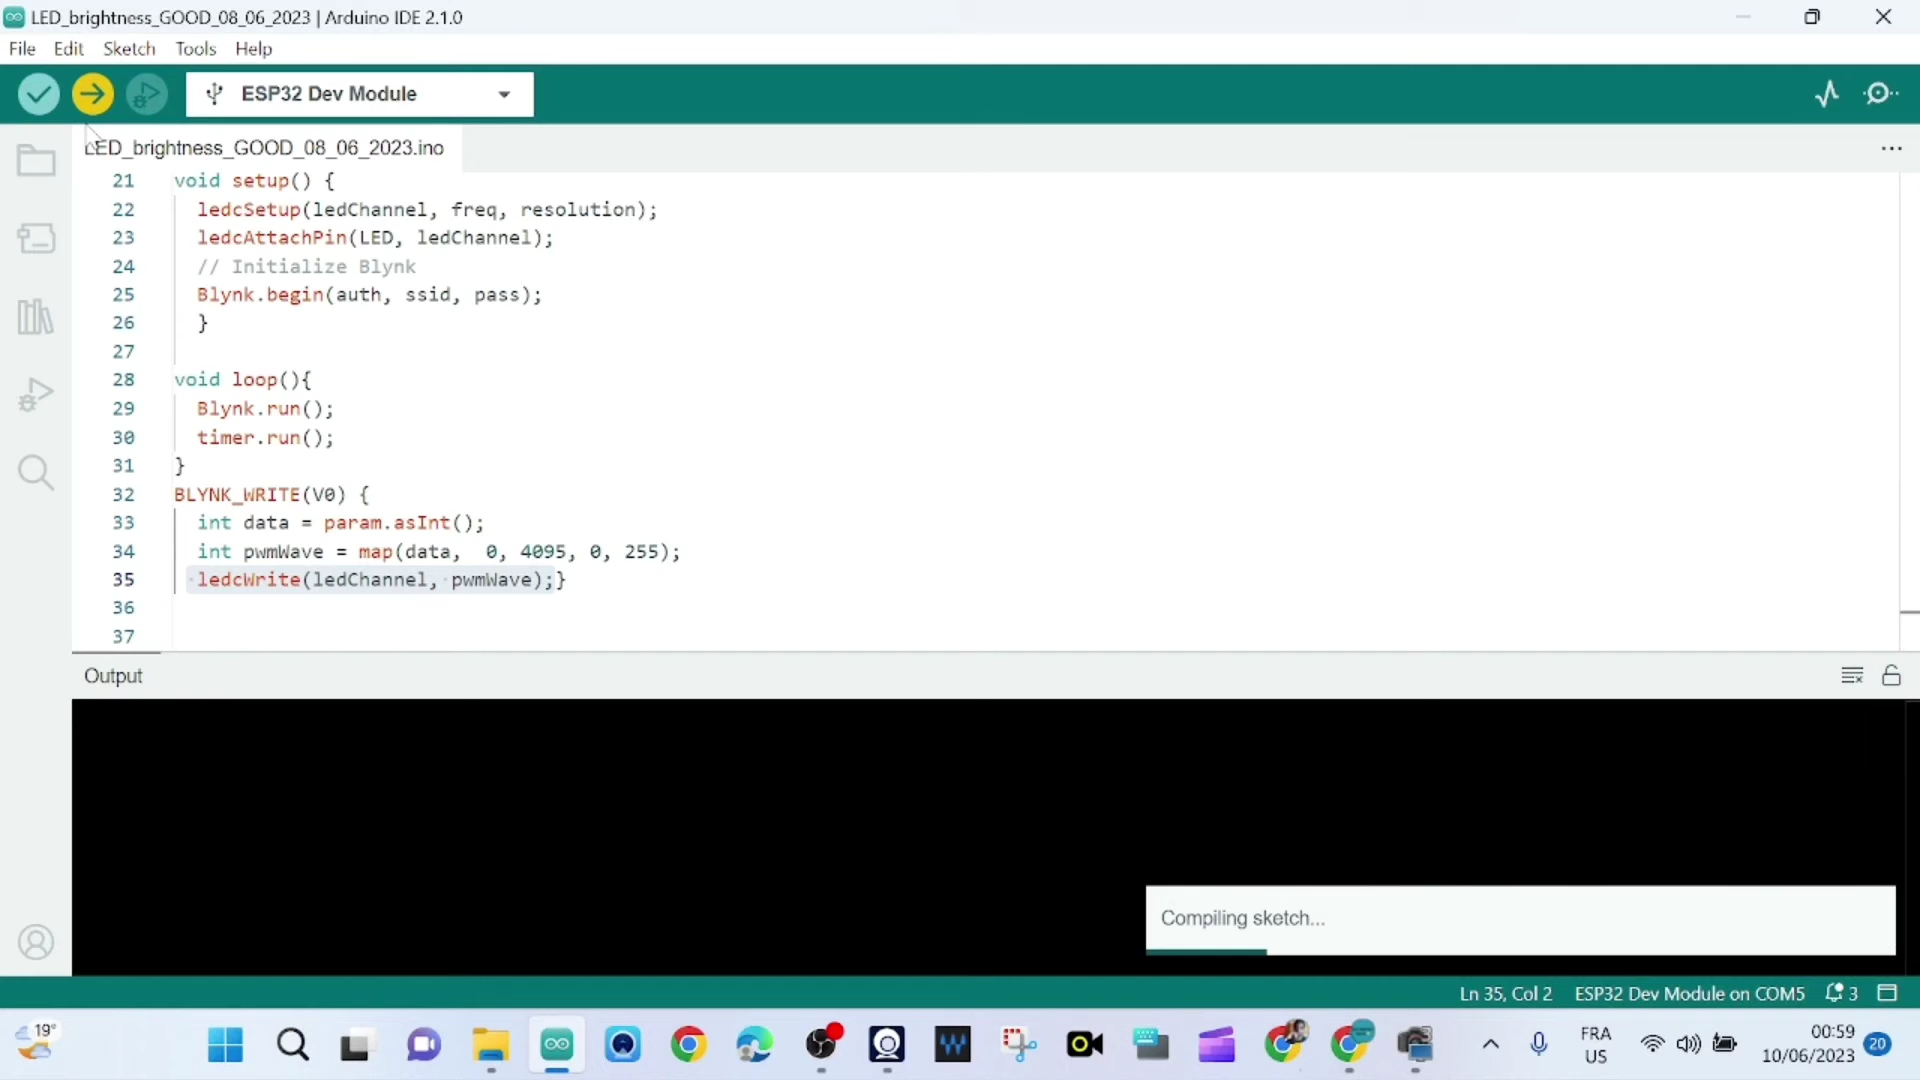 LED_brightness_GOOD_08_06_2023 | Arduino IDE 2.1.0
File Edit Sketch Tools Help
ESP32 Dev Module
LED_brightness_GOOD_08_06_2023.ino
21 void setup() {
22 ledcSetup(ledChannel, freq, resolution);
23 ledcAttachPin(LED, ledChannel);
24 // Initialize Blynk
25 Blynk.begin(auth, ssid, pass);
26 }
27
28 void loop(){
29 Blynk.run();
30 timer.run();
31 }
32 BLYNK_WRITE(V0) {
33 int data = param.asInt();
34 int pwmWave = map(data, 0, 4095, 0, 255);
35 ledcWrite(ledChannel, pwmWave);}
36
37
Output
Compiling sketch...
Ln 35, Col 2 ESP32 Dev Module on COM5 3
19°
FRA
US
00:59
10/06/2023
20